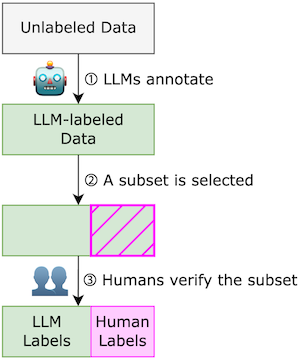 Unlabeled Data
① LLMs annotate
LLM-labeled
Data
② A subset is selected
③ Humans verify the subset
LLM
Labels
Human
Labels